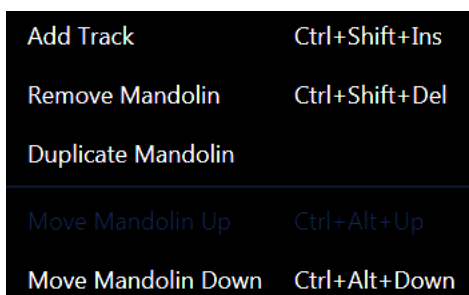 Add Track Ctrl+Shift+Ins
Remove Mandolin Ctrl+Shift+Del
Duplicate Mandolin
Move Mandolin Up Ctrl+Alt+Up
Move Mandolin Down Ctrl+Alt+Down